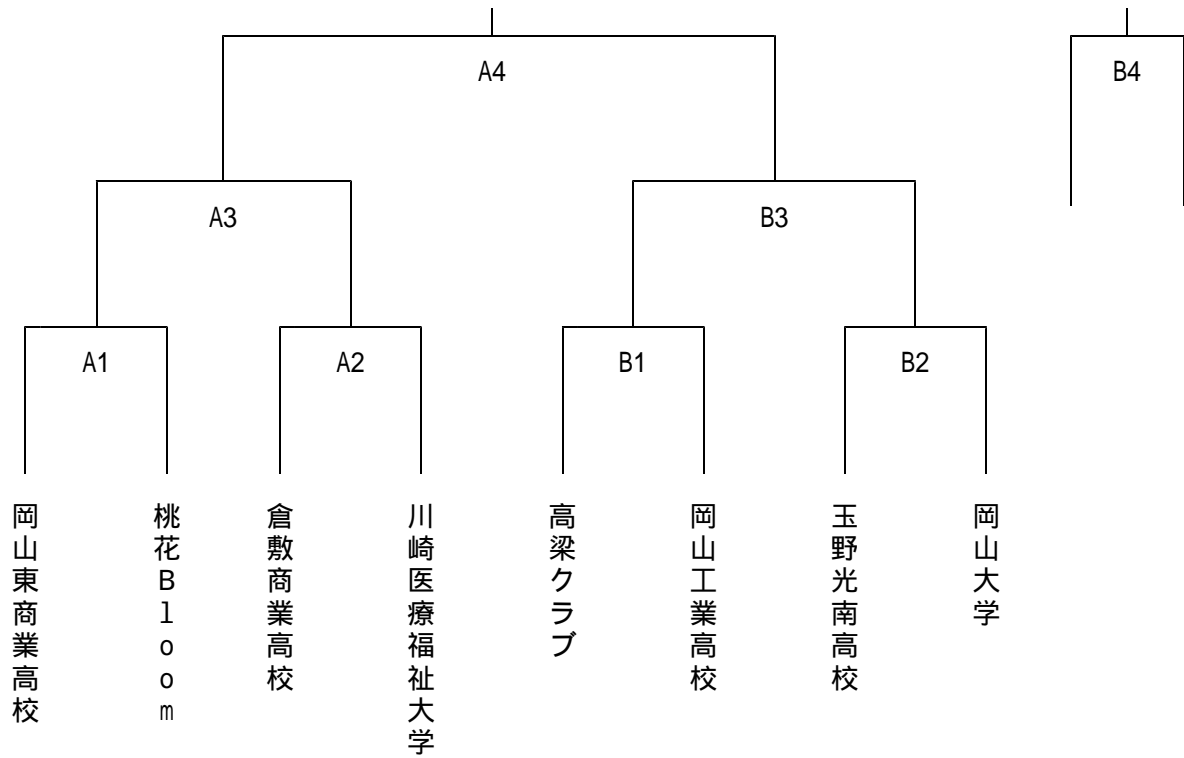 A4
B4
A3
B3
A1
A2
B1
B2
岡山東商業高校
桃花Bloom
倉敷商業高校
川崎医療福祉大学
高梁クラブ
岡山工業高校
玉野光南高校
岡山大学